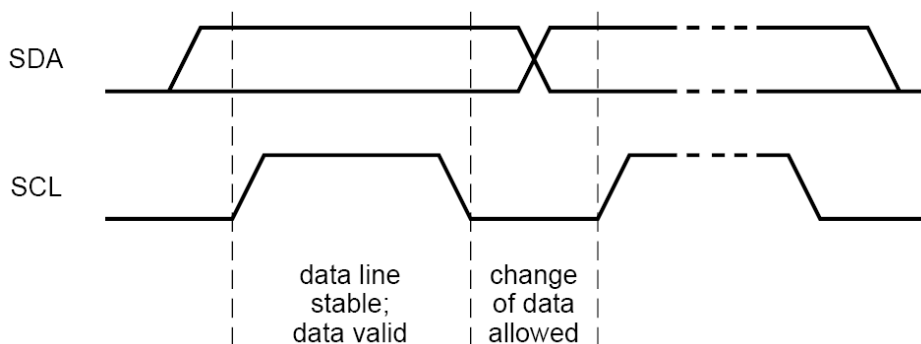 SDA
SCL
data line
stable;
data valid
change
of data
allowed